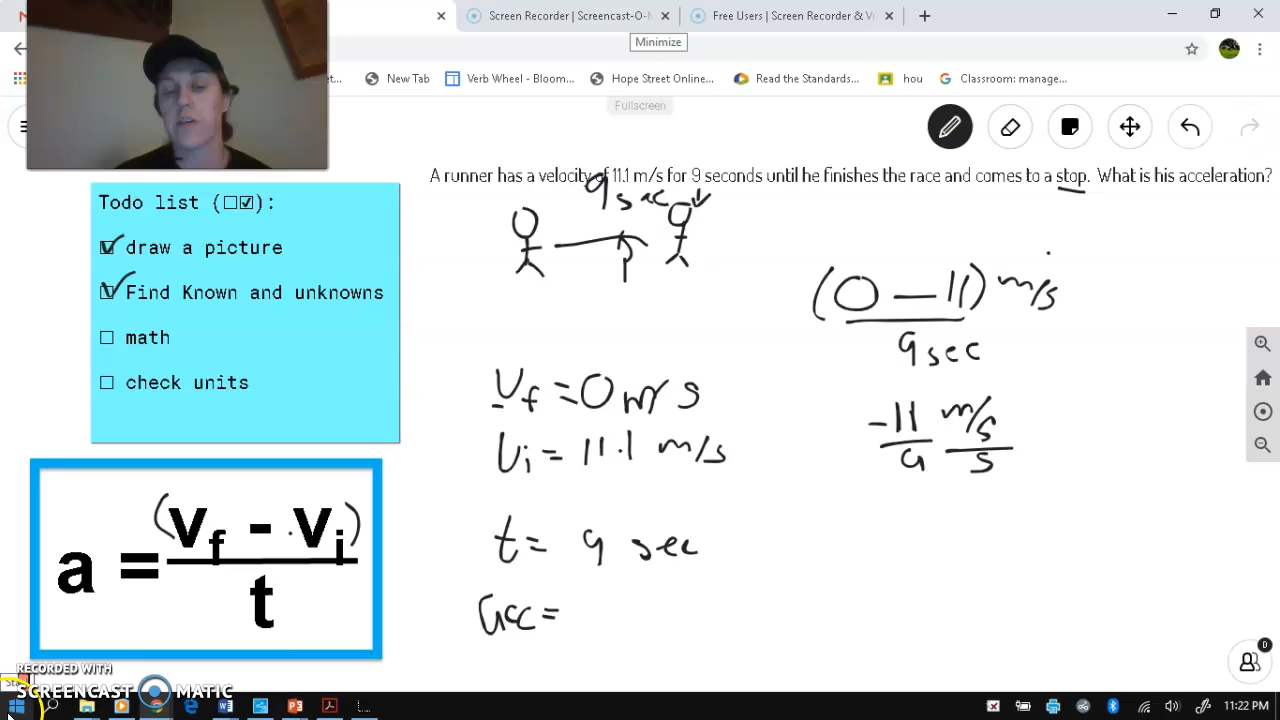 Screen Recorder | Screencast-O-M
Free Users | Screen Recorder & Vi
Minimize
et...
New Tab
Verb Wheel - Bloom...
Hope Street Online...
Read the Standards...
hou
Classroom: manage...
Fullscreen
A runner has a velocity of 11.1 m/s for 9 seconds until he finishes the race and comes to a stop. What is his acceleration?
9 sec
Todo list (☐☑):
☑ draw a picture
☑ Find Known and unknowns
☐ math
☐ check units
(0 — 11) m/s
9 sec
Vf = 0 m/s
Vi = 11.1 m/s
-11 m/s
9 s
t = 9 sec
acc =
a = (vf - vi)
t
RECORDED WITH
SCREENCAST MATIC
Sta
0
11:22 PM